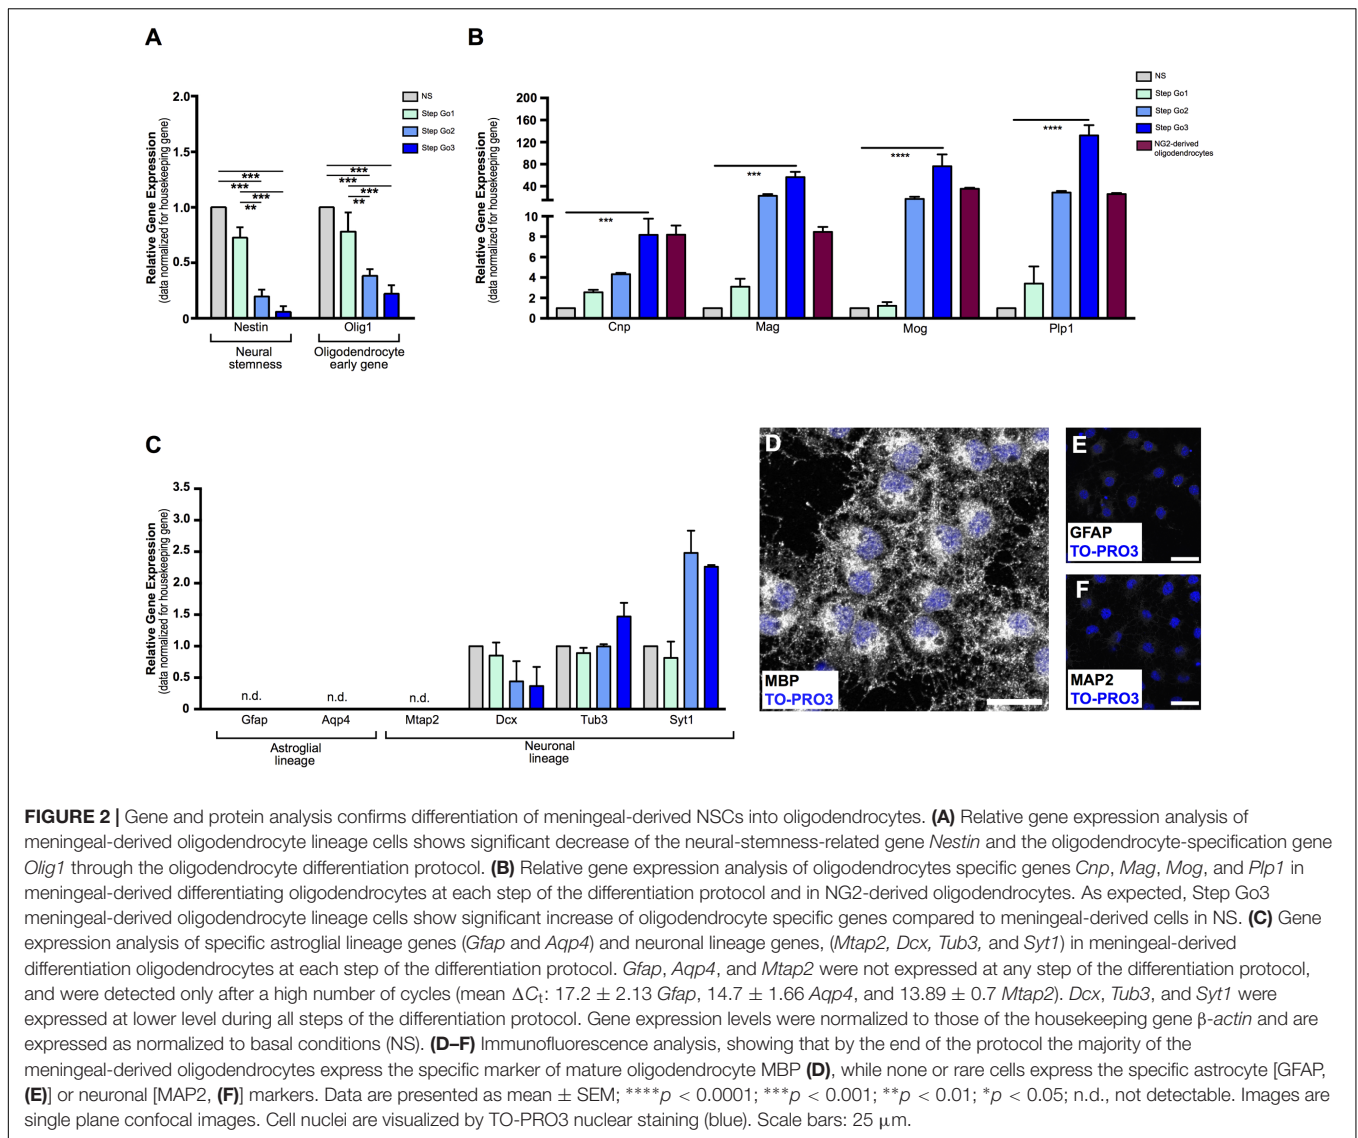 A
Relative Gene Expression
(data normalized for housekeeping gene)
2.0
1.5
1.0
0.5
0
***
***
***
**
***
***
***
**
NS
Step Go1
Step Go2
Step Go3
Nestin
Olig1
Neural
stemness
Oligodendrocyte
early gene
B
Relative Gene Expression
(data normalized for housekeeping gene)
200
160
120
80
40
10
8
6
4
2
0
***
***
****
****
NS
Step Go1
Step Go2
Step Go3
NG2-derived
oligodendrocytes
Cnp
Mag
Mog
Plp1
C
Relative Gene Expression
(data normalized for housekeeping gene)
3.5
3.0
2.5
2.0
1.5
1.0
0.5
0
n.d.
n.d.
n.d.
Gfap
Aqp4
Mtap2
Dcx
Tub3
Syt1
Astroglial
lineage
Neuronal
lineage
D
MBP
TO-PRO3
E
GFAP
TO-PRO3
F
MAP2
TO-PRO3
FIGURE 2 | Gene and protein analysis confirms differentiation of meningeal-derived NSCs into oligodendrocytes. (A) Relative gene expression analysis of
meningeal-derived oligodendrocyte lineage cells shows significant decrease of the neural-stemness-related gene Nestin and the oligodendrocyte-specification gene
Olig1 through the oligodendrocyte differentiation protocol. (B) Relative gene expression analysis of oligodendrocytes specific genes Cnp, Mag, Mog, and Plp1 in
meningeal-derived differentiating oligodendrocytes at each step of the differentiation protocol and in NG2-derived oligodendrocytes. As expected, Step Go3
meningeal-derived oligodendrocyte lineage cells show significant increase of oligodendrocyte specific genes compared to meningeal-derived cells in NS. (C) Gene
expression analysis of specific astroglial lineage genes (Gfap and Aqp4) and neuronal lineage genes, (Mtap2, Dcx, Tub3, and Syt1) in meningeal-derived
differentiation oligodendrocytes at each step of the differentiation protocol. Gfap, Aqp4, and Mtap2 were not expressed at any step of the differentiation protocol,
and were detected only after a high number of cycles (mean ΔCt: 17.2 ± 2.13 Gfap, 14.7 ± 1.66 Aqp4, and 13.89 ± 0.7 Mtap2). Dcx, Tub3, and Syt1 were
expressed at lower level during all steps of the differentiation protocol. Gene expression levels were normalized to those of the housekeeping gene β-actin and are
expressed as normalized to basal conditions (NS). (D–F) Immunofluorescence analysis, showing that by the end of the protocol the majority of the
meningeal-derived oligodendrocytes express the specific marker of mature oligodendrocyte MBP (D), while none or rare cells express the specific astrocyte [GFAP,
(E)] or neuronal [MAP2, (F)] markers. Data are presented as mean ± SEM; ****p < 0.0001; ***p < 0.001; **p < 0.01; *p < 0.05; n.d., not detectable. Images are
single plane confocal images. Cell nuclei are visualized by TO-PRO3 nuclear staining (blue). Scale bars: 25 μm.